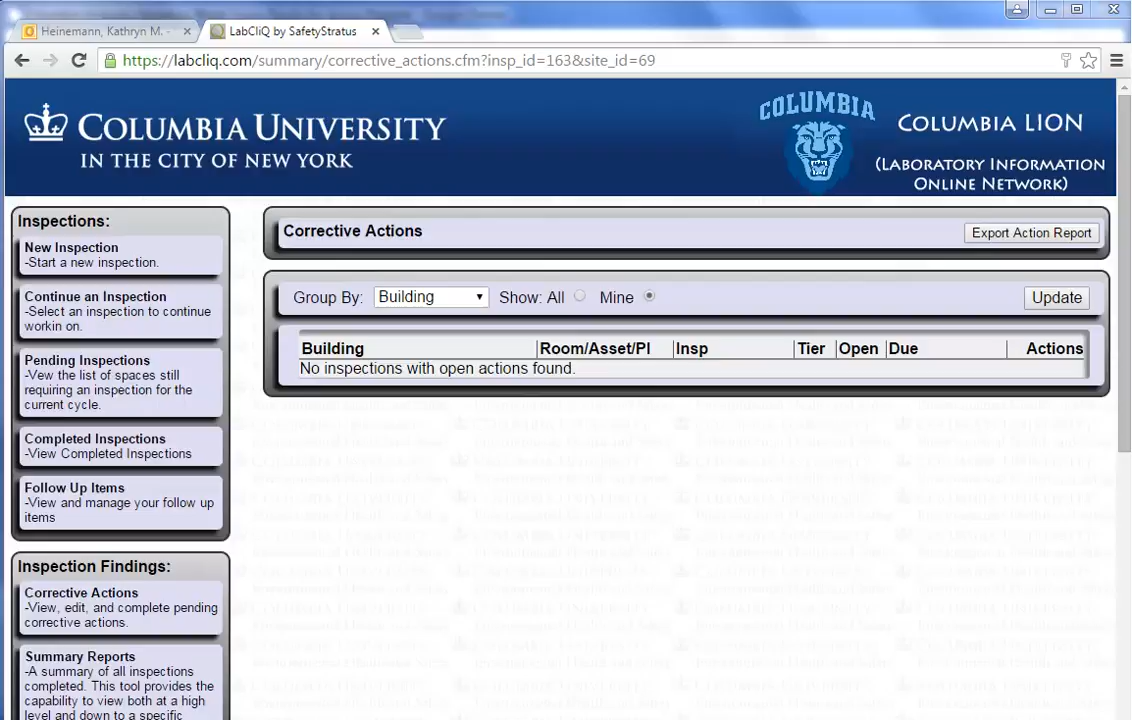 Heinemann, Kathryn M. -
LabCliQ by SafetyStratus
https://labcliq.com/summary/corrective_actions.cfm?insp_id=163&site_id=69
COLUMBIA UNIVERSITY
IN THE CITY OF NEW YORK
COLUMBIA
COLUMBIA LION
(LABORATORY INFORMATION
ONLINE NETWORK)
Inspections:
New Inspection
-Start a new inspection.
Continue an Inspection
-Select an inspection to continue
workin on.
Pending Inspections
-View the list of spaces still
requiring an inspection for the
current cycle.
Completed Inspections
-View Completed Inspections
Follow Up Items
-View and manage your follow up
items
Inspection Findings:
Corrective Actions
-View, edit, and complete pending
corrective actions.
Summary Reports
-A summary of all inspections
completed. This tool provides the
capability to view both at a high
level and down to a specific
Corrective Actions
Export Action Report
Group By: Building Show: All Mine Update
Building Room/Asset/PI Insp Tier Open Due Actions
No inspections with open actions found.